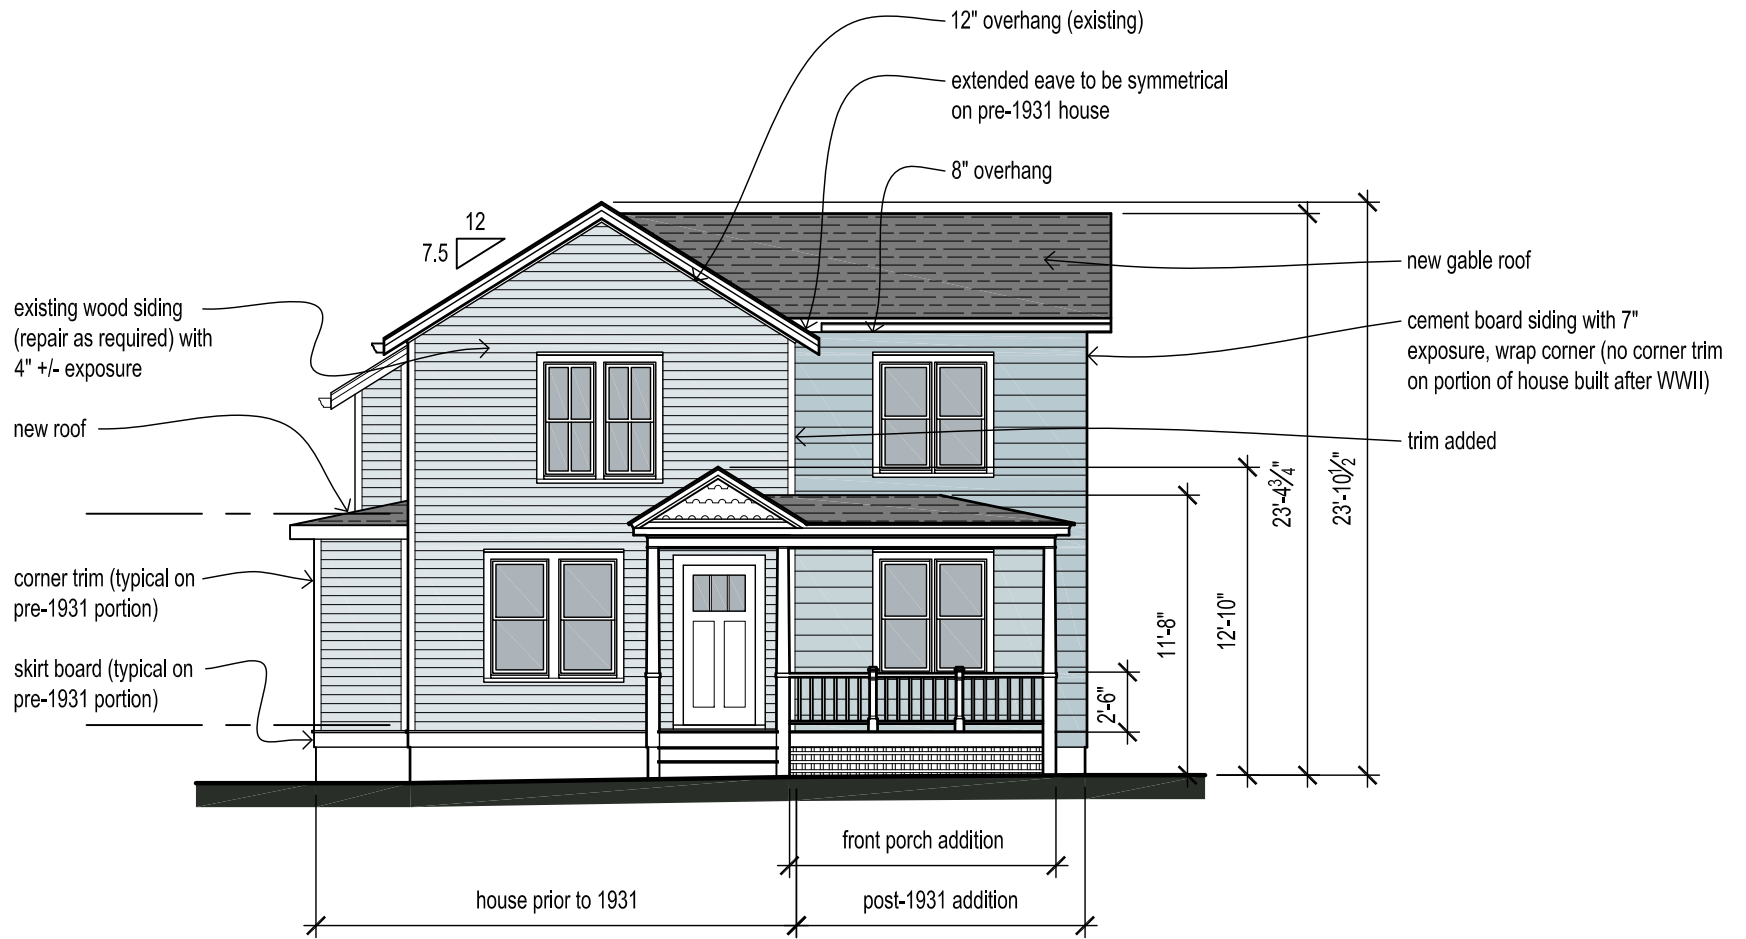 12" overhang (existing)
extended eave to be symmetrical
on pre-1931 house
8" overhang
12
7.5
new gable roof
existing wood siding
(repair as required) with
4" +/- exposure
cement board siding with 7"
exposure, wrap corner (no corner trim
on portion of house built after WWII)
new roof
trim added
23'-4¾"
23'-10½"
corner trim (typical on
pre-1931 portion)
11'-8"
12'-10"
skirt board (typical on
pre-1931 portion)
2'-6"
front porch addition
house prior to 1931
post-1931 addition